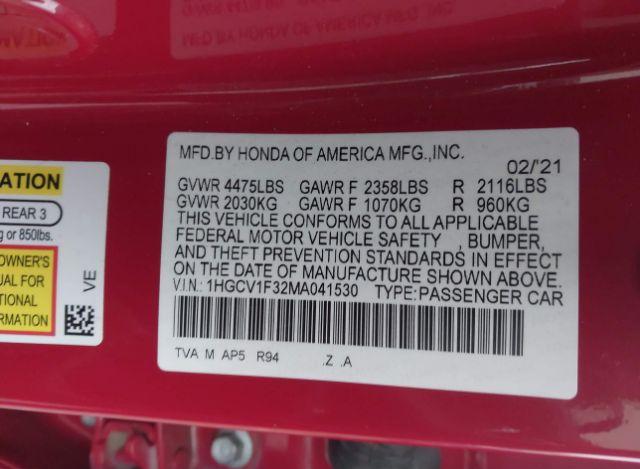 MFD.BY HONDA OF AMERICA MFG.,INC.
02/'21
GVWR 4475LBS GAWR F 2358LBS R 2116LBS
GVWR 2030KG GAWR F 1070KG R 960KG
THIS VEHICLE CONFORMS TO ALL APPLICABLE
FEDERAL MOTOR VEHICLE SAFETY , BUMPER,
AND THEFT PREVENTION STANDARDS IN EFFECT
ON THE DATE OF MANUFACTURE SHOWN ABOVE.
V.I.N.: 1HGCV1F32MA041530 TYPE:PASSENGER CAR
TVA M AP5 R94 .Z .A
ATION
REAR 3
g or 850lbs.
OWNER'S
UAL FOR
TIONAL
ORMATION
VE